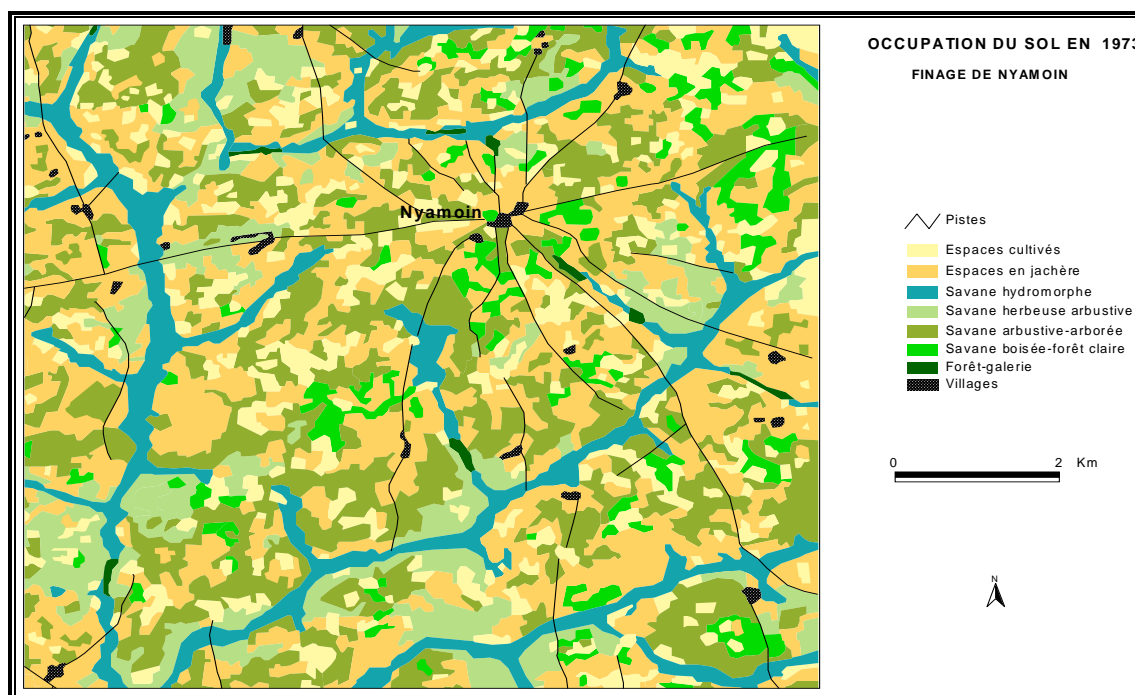 OCCUPATION DU SOL EN 1973
FINAGE DE NYAMOIN
Nyamoin
Pistes
Espaces cultivés
Espaces en jachère
Savane hydromorphe
Savane herbeuse arbustive
Savane arbustive-arborée
Savane boisée-forêt claire
Forêt-galerie
Villages
0 2 Km
N